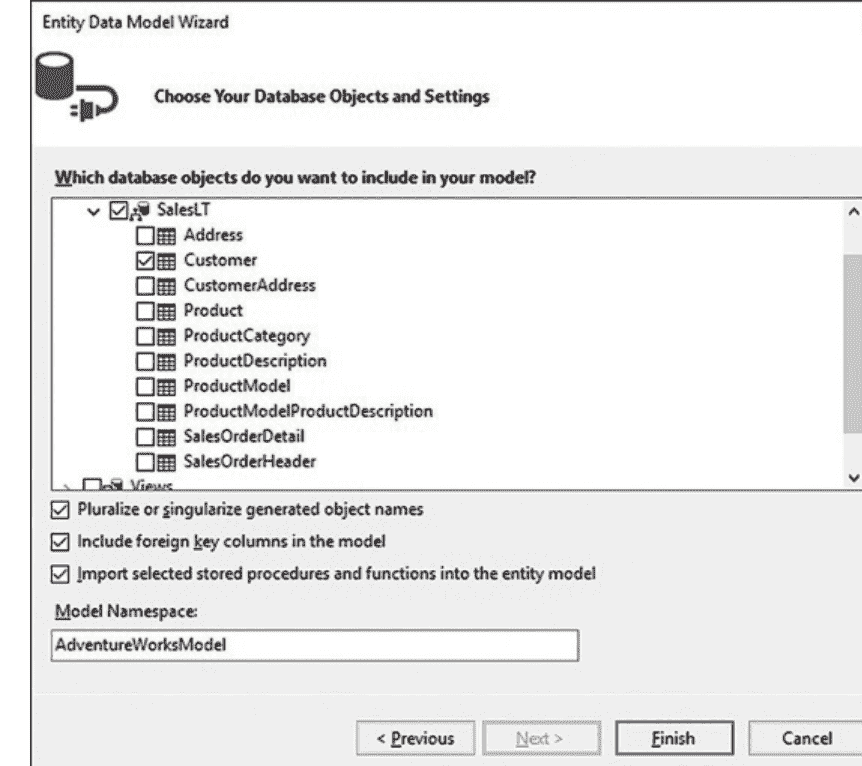 Entity Data Model Wizard
Choose Your Database Objects and Settings
Which database objects do you want to include in your model?
SalesLT
Address
Customer
CustomerAddress
Product
ProductCategory
ProductDescription
ProductModel
ProductModelProductDescription
SalesOrderDetail
SalesOrderHeader
Views
Pluralize or singularize generated object names
Include foreign key columns in the model
Import selected stored procedures and functions into the entity model
Model Namespace:
AdventureWorksModel
< Previous Next > Finish Cancel